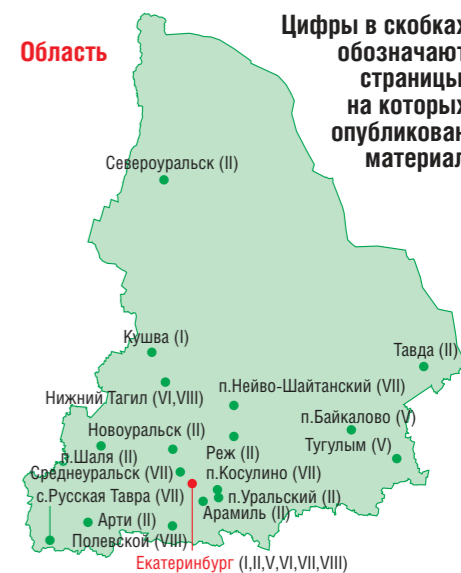 Область
Цифры в скобках
обозначают
страницы,
на которых
опубликован
материал
Североуральск (II)
Кушва (I)
Тавда (II)
п.Нейво-Шайтанский (VII)
Нижний Тагил (VI,VIII)
п.Байкалово (V)
Новоуральск (II)
Тугулым (V)
п.Шаля (II)
Реж (II)
Среднеуральск (VII)
п.Косулино (VII)
с.Русская Тавра (VII)
п.Уральский (II)
Арти (II)
Арамиль (II)
Полевской (VIII)
Екатеринбург (I,II,V,VI,VII,VIII)